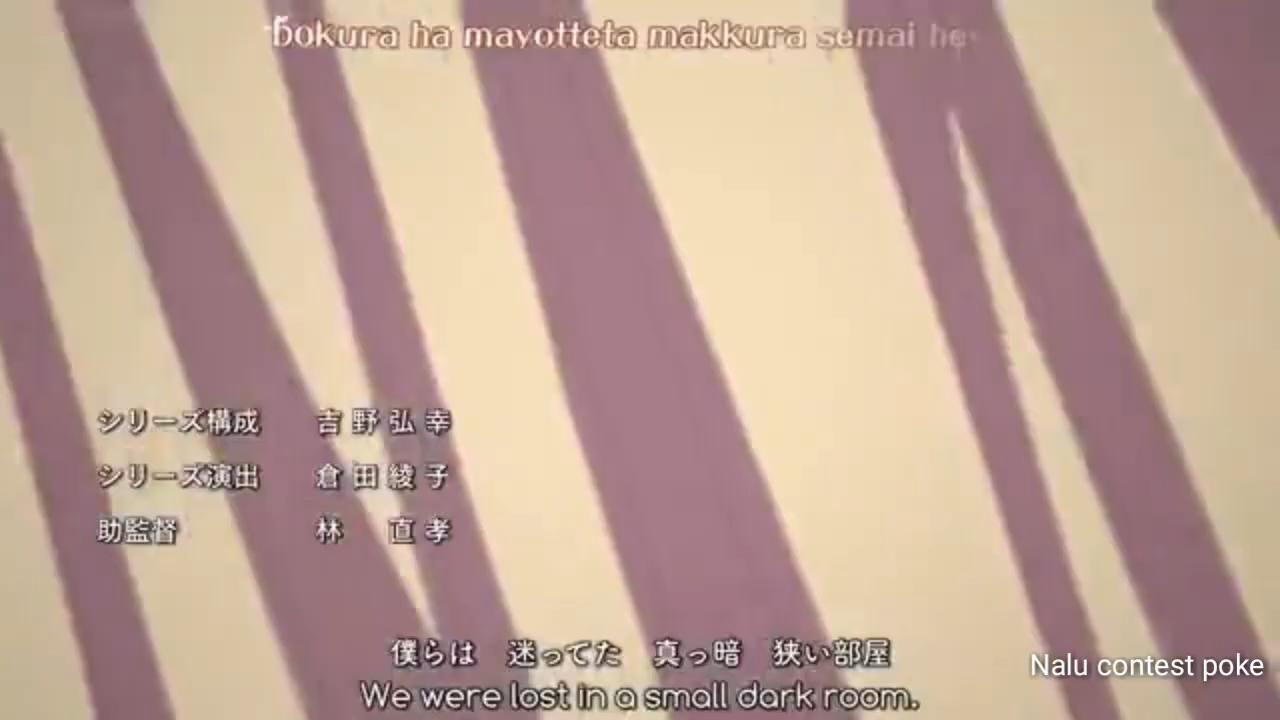 bokura ha mayotteta makkura semai he
シリーズ構成 吉野弘幸
シリーズ演出 倉田綾子
助監督 林 直孝
僕らは 迷ってた 真っ暗 狭い部屋
We were lost in a small dark room.
Nalu contest poke